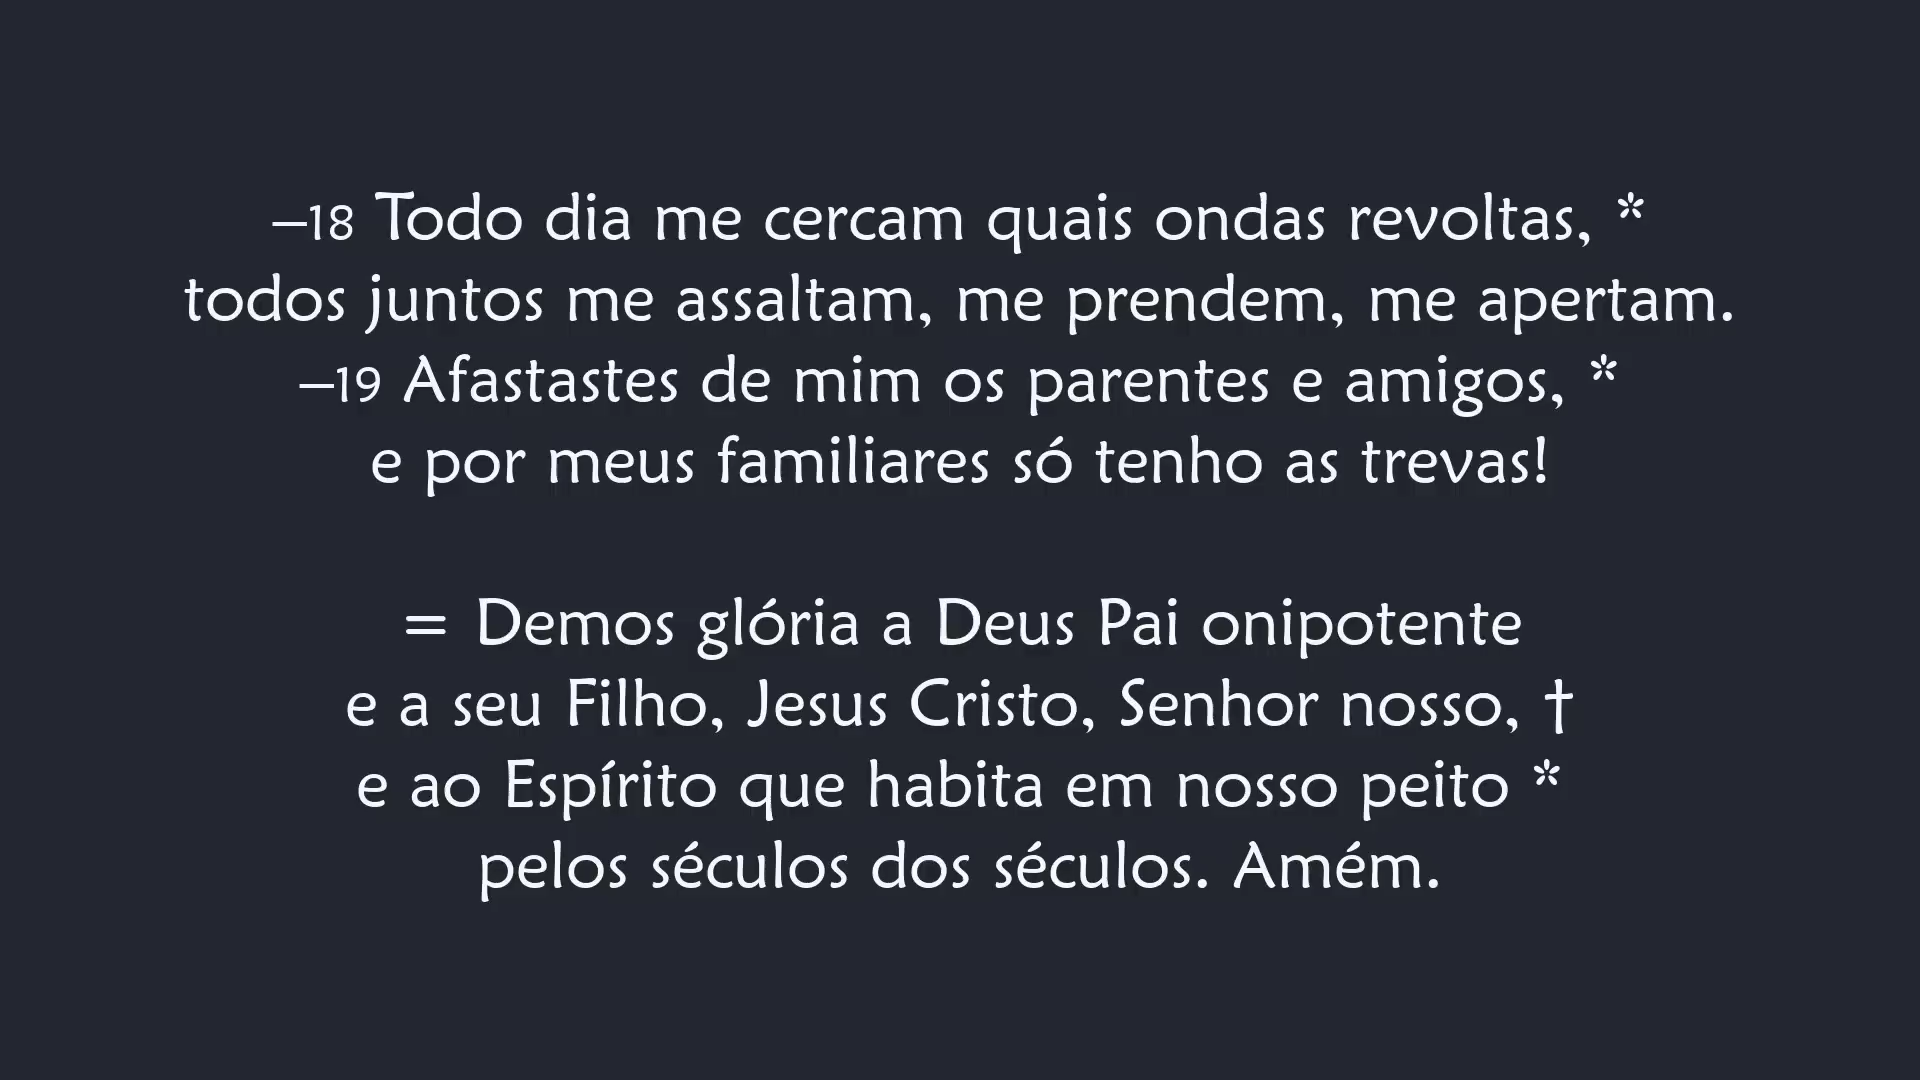 –18 Todo dia me cercam quais ondas revoltas, *
todos juntos me assaltam, me prendem, me apertam.
–19 Afastastes de mim os parentes e amigos, *
e por meus familiares só tenho as trevas!
= Demos glória a Deus Pai onipotente
e a seu Filho, Jesus Cristo, Senhor nosso, †
e ao Espírito que habita em nosso peito *
pelos séculos dos séculos. Amém.